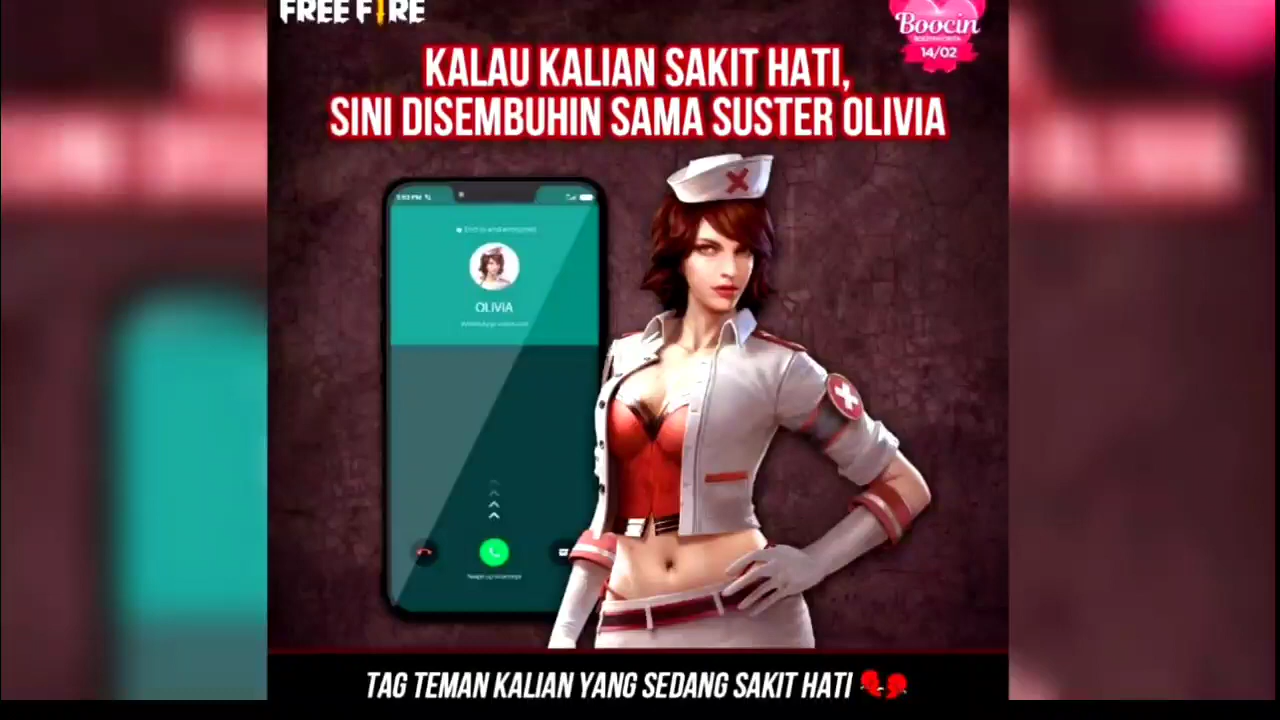 FREE FIRE
Boocin
14/02
KALAU KALIAN SAKIT HATI,
SINI DISEMBUHIN SAMA SUSTER OLIVIA
OLIVIA
TAG TEMAN KALIAN YANG SEDANG SAKIT HATI